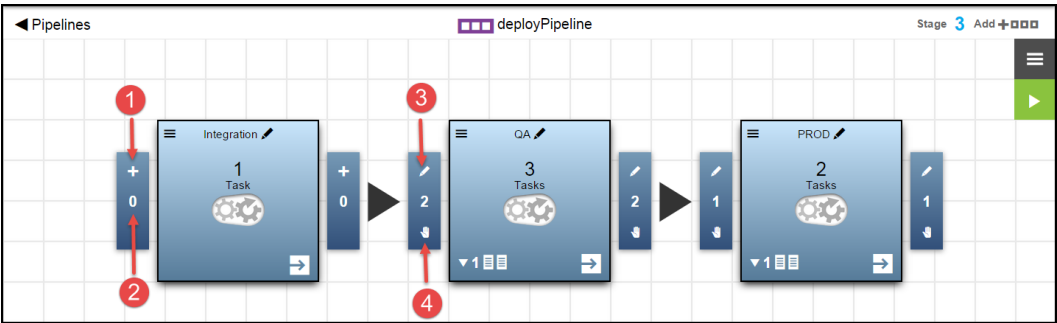 Pipelines
deployPipeline
Stage 3 Add
1
3
Integration
QA
PROD
1
Task
3
Tasks
2
Tasks
0
0
2
2
1
1
1
1
2
4